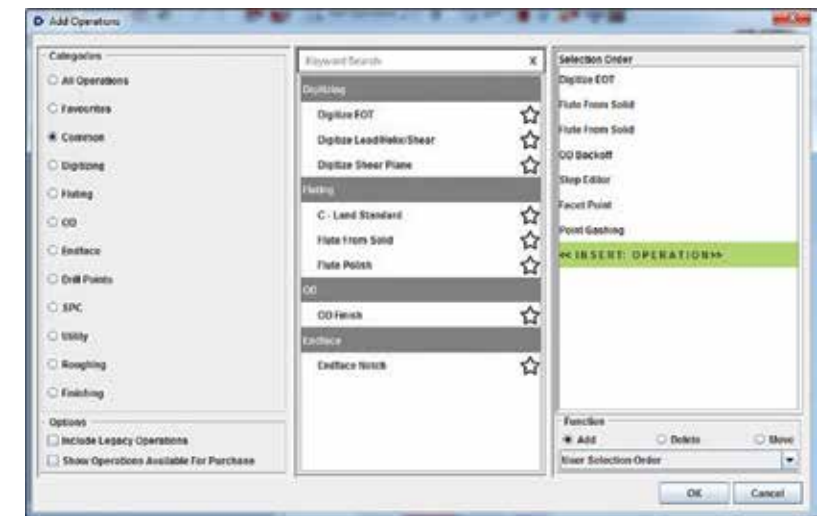 Add Operations
Categories
All Operations
Favourites
Common
Digitizing
Fluting
OD
Endface
Drill Points
SPC
Utility
Roughing
Finishing
Options
Include Legacy Operations
Show Operations Available For Purchase
Keyword Search X
Digitizing
Digitize EOT
Digitize Lead/Helix/Shear
Digitize Shear Plane
Fluting
C - Land Standard
Flute From Solid
Flute Polish
OD
OD Finish
Endface
Endface Notch
Selection Order
Digitize EOT
Flute From Solid
Flute From Solid
OD Backoff
Step Editor
Facet Point
Point Gashing
<< INSERT: OPERATION>>
Function
Add Delete Move
User Selection Order
OK Cancel